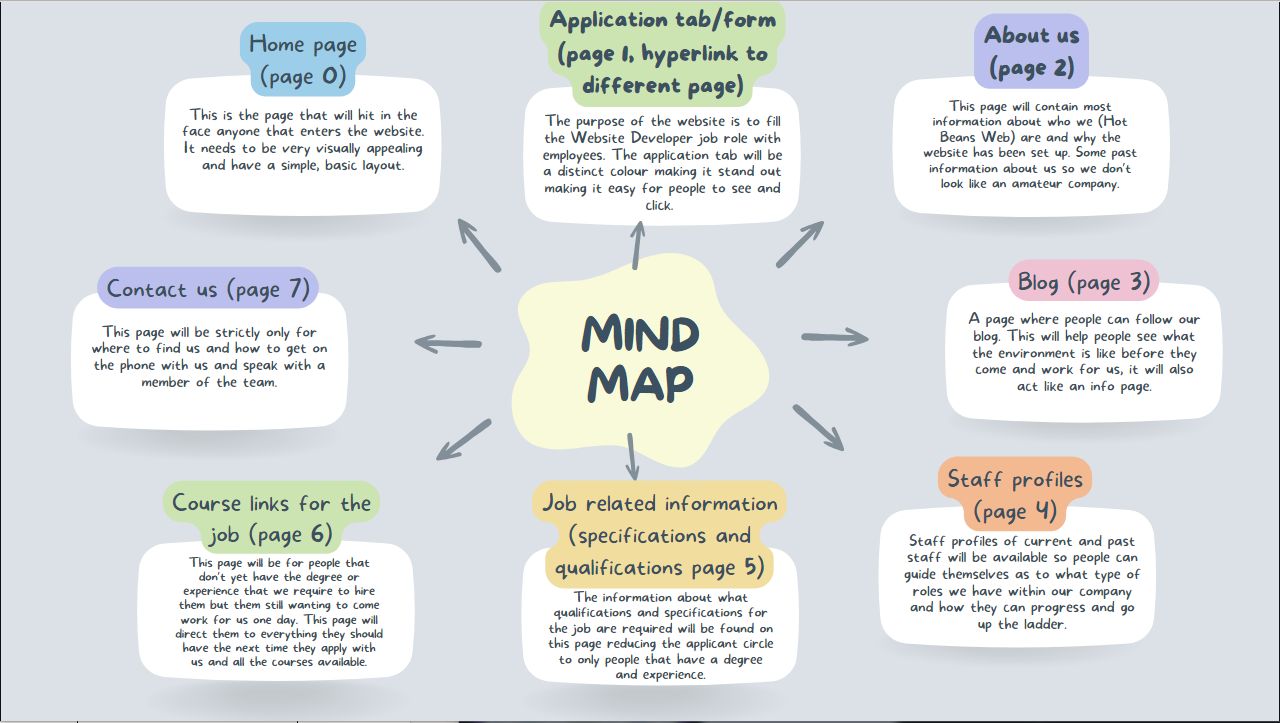 Home page
(page 0)
This is the page that will hit in the
face anyone that enters the website.
It needs to be very visually appealing
and have a simple, basic layout.
Application tab/form
(page 1, hyperlink to
different page)
The purpose of the website is to fill
the Website Developer job role with
employees. The application tab will be
a distinct colour making it stand out
making it easy for people to see and
click.
About us
(page 2)
This page will contain most
information about who we (Hot
Beans Web) are and why the
website has been set up. Some past
information about us so we don't
look like an amateur company.
Contact us (page 7)
This page will be strictly only for
where to find us and how to get on
the phone with us and speak with a
member of the team.
MIND
MAP
Blog (page 3)
A page where people can follow our
blog. This will help people see what
the environment is like before they
come and work for us, it will also
act like an info page.
Course links for the
job (page 6)
This page will be for people that
don't yet have the degree or
experience that we require to hire
them but them still wanting to come
work for us one day. This page will
direct them to everything they should
have the next time they apply with
us and all the courses available.
Job related information
(specifications and
qualifications page 5)
The information about what
qualifications and specifications for
the job are required will be found on
this page reducing the applicant circle
to only people that have a degree
and experience.
Staff profiles
(page 4)
Staff profiles of current and past
staff will be available so people can
guide themselves as to what type of
roles we have within our company
and how they can progress and go
up the ladder.